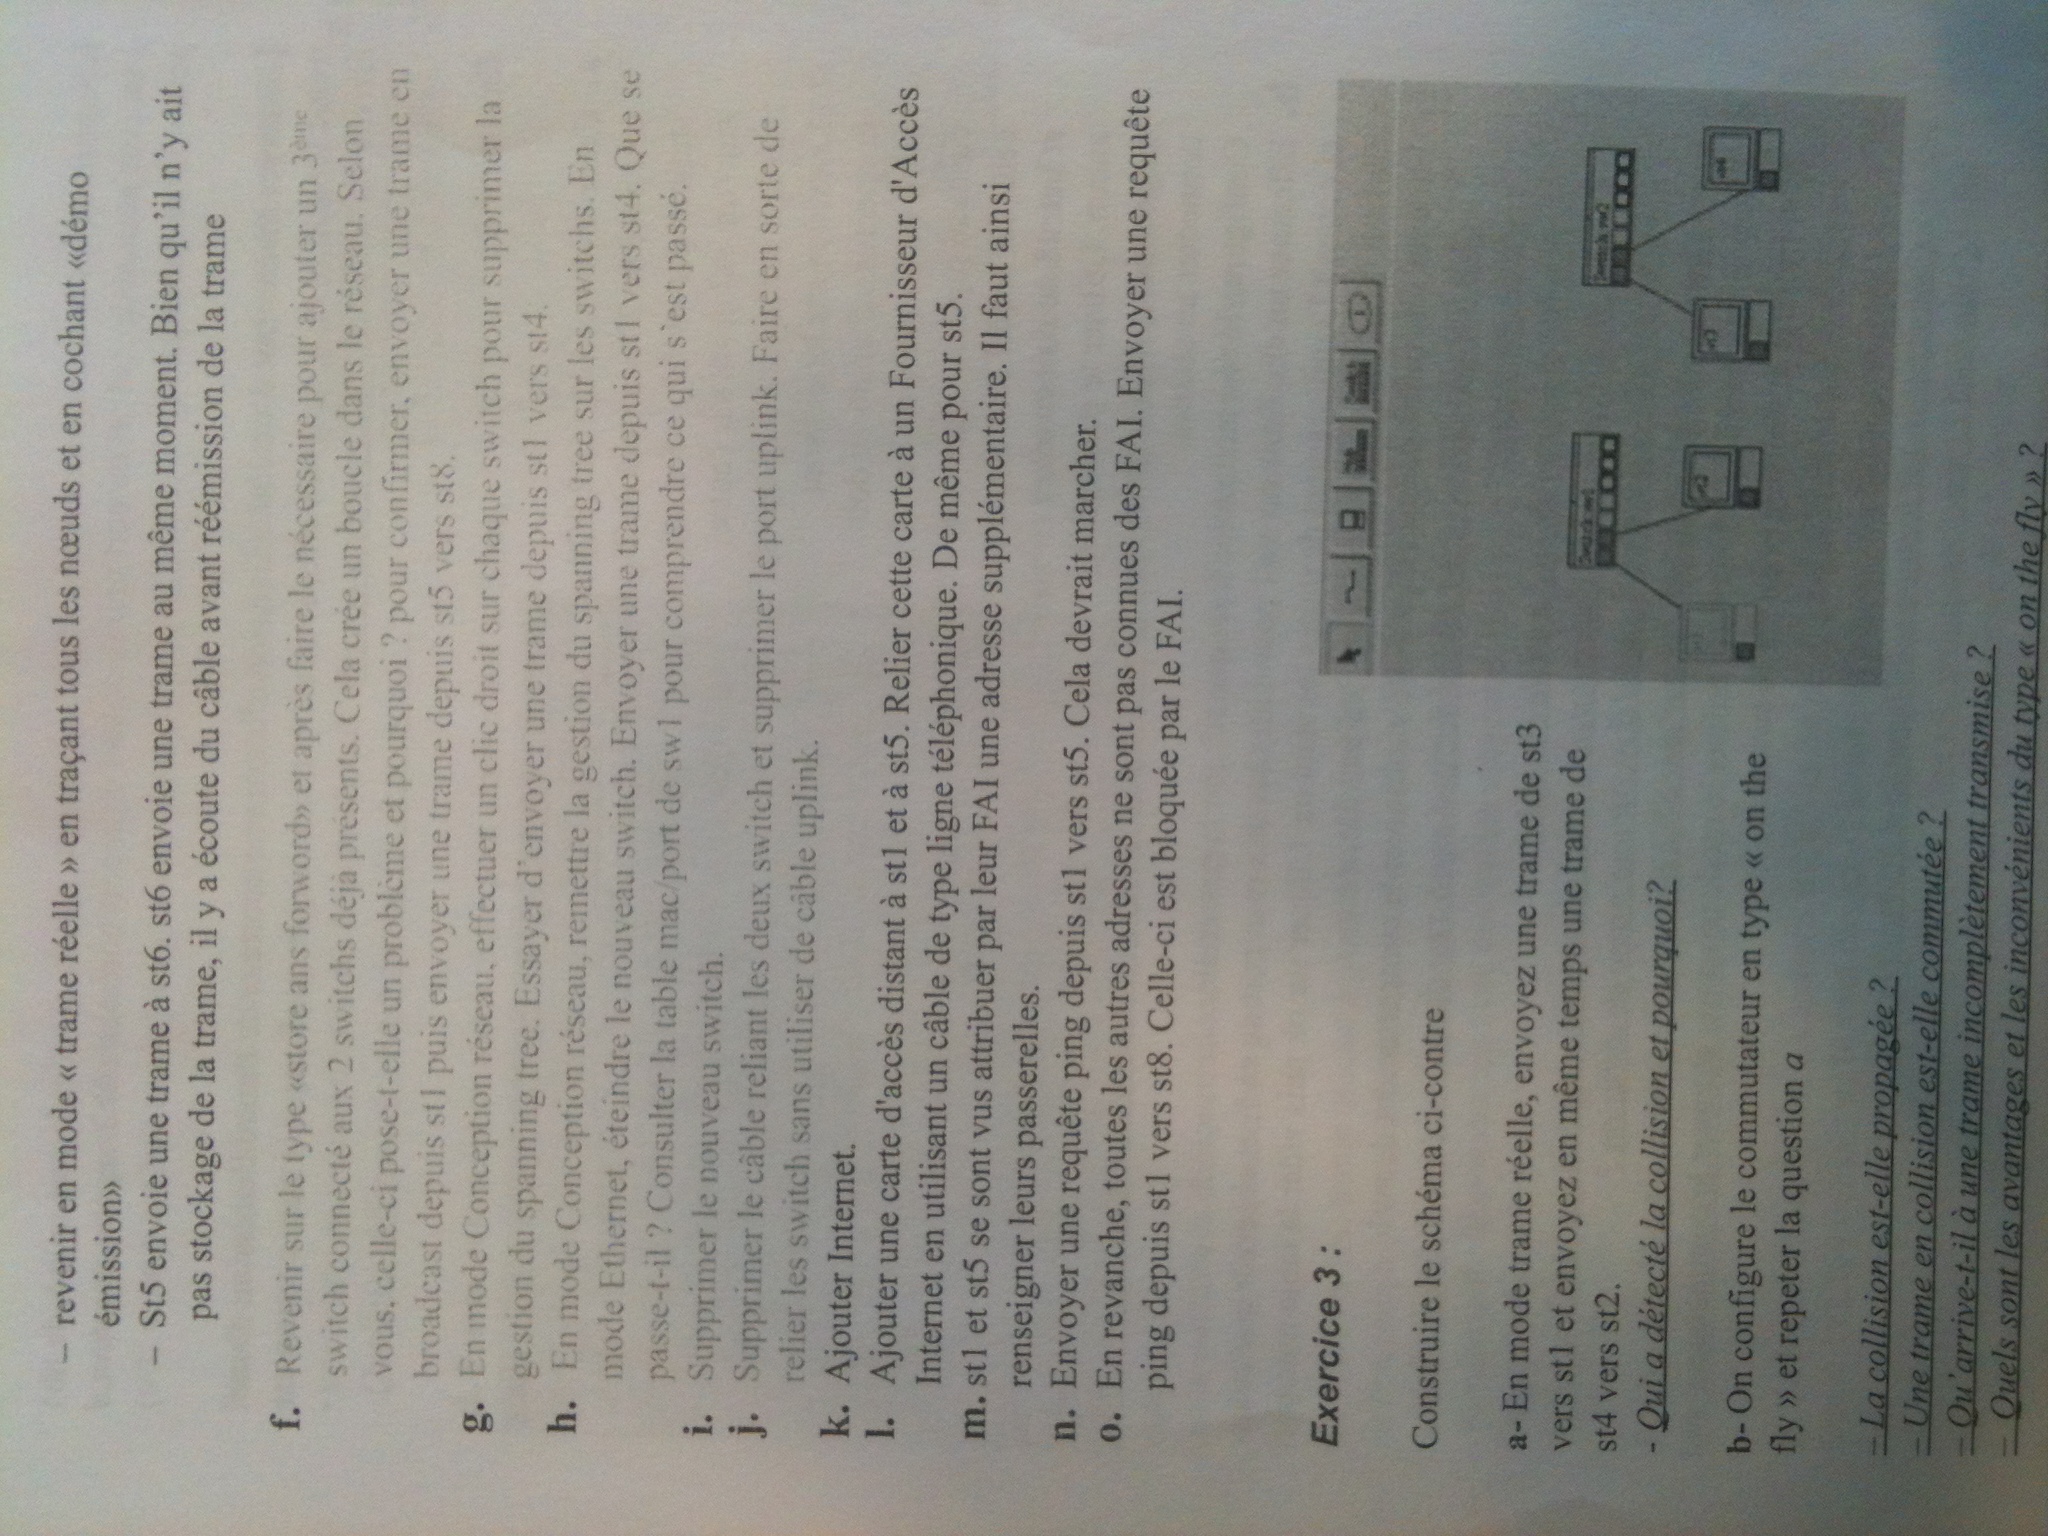 – revenir en mode « trame réelle » en traçant tous les nœuds et en cochant «démo
émission»
– St5 envoie une trame à st6. st6 envoie une trame au même moment. Bien qu'il n'y ait
pas stockage de la trame, il y a écoute du câble avant réémission de la trame
f. Revenir sur le type «store ans forword» et après faire le nécessaire pour ajouter un 3ème
switch connecté aux 2 switchs déjà présents. Cela crée un boucle dans le réseau. Selon
vous, celle-ci pose-t-elle un problème et pourquoi ? pour confirmer, envoyer une trame en
broadcast depuis st1 puis envoyer une trame depuis st5 vers st8.
g. En mode Conception réseau, effectuer un clic droit sur chaque switch pour supprimer la
gestion du spanning tree. Essayer d'envoyer une trame depuis st1 vers st4.
h. En mode Conception réseau, remettre la gestion du spanning tree sur les switchs. En
mode Ethernet, éteindre le nouveau switch. Envoyer une trame depuis st1 vers st4. Que se
passe-t-il ? Consulter la table mac/port de sw1 pour comprendre ce qui s'est passé.
i. Supprimer le nouveau switch.
j. Supprimer le câble reliant les deux switch et supprimer le port uplink. Faire en sorte de
relier les switch sans utiliser de câble uplink.
k. Ajouter Internet.
l. Ajouter une carte d'accès distant à st1 et à st5. Relier cette carte à un Fournisseur d'Accès
Internet en utilisant un câble de type ligne téléphonique. De même pour st5.
m. st1 et st5 se sont vus attribuer par leur FAI une adresse supplémentaire. Il faut ainsi
renseigner leurs passerelles.
n. Envoyer une requête ping depuis st1 vers st5. Cela devrait marcher.
o. En revanche, toutes les autres adresses ne sont pas connues des FAI. Envoyer une requête
ping depuis st1 vers st8. Celle-ci est bloquée par le FAI.
Exercice 3 :
Construire le schéma ci-contre
a- En mode trame réelle, envoyez une trame de st3
vers st1 et envoyez en même temps une trame de
st4 vers st2.
- Qui a détecté la collision et pourquoi?
b- On configure le commutateur en type « on the
fly » et repeter la question a
– La collision est-elle propagée ?
– Une trame en collision est-elle commutée ?
– Qu'arrive-t-il à une trame incomplètement transmise ?
– Quels sont les avantages et les inconvénients du type « on the fly » ?
Switch sw1
Switch sw2
st2
st3
st4